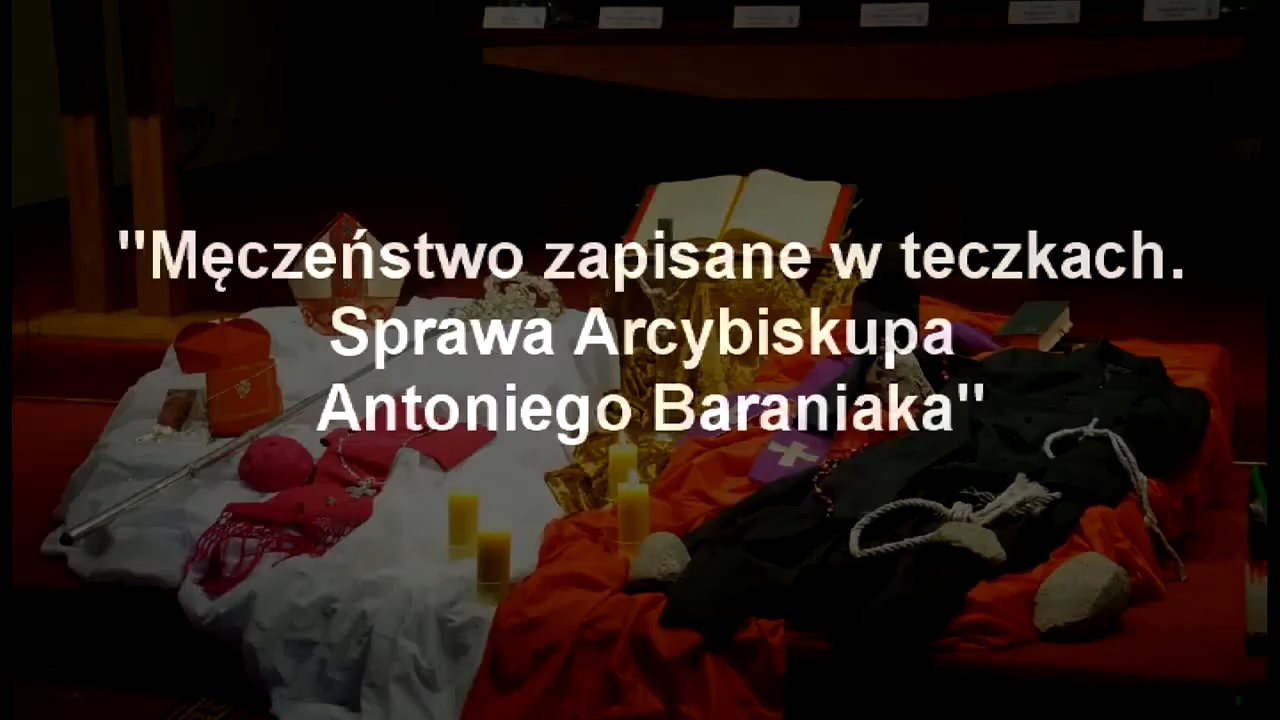 "Męczeństwo zapisane w teczkach.
Sprawa Arcybiskupa
Antoniego Baraniaka"